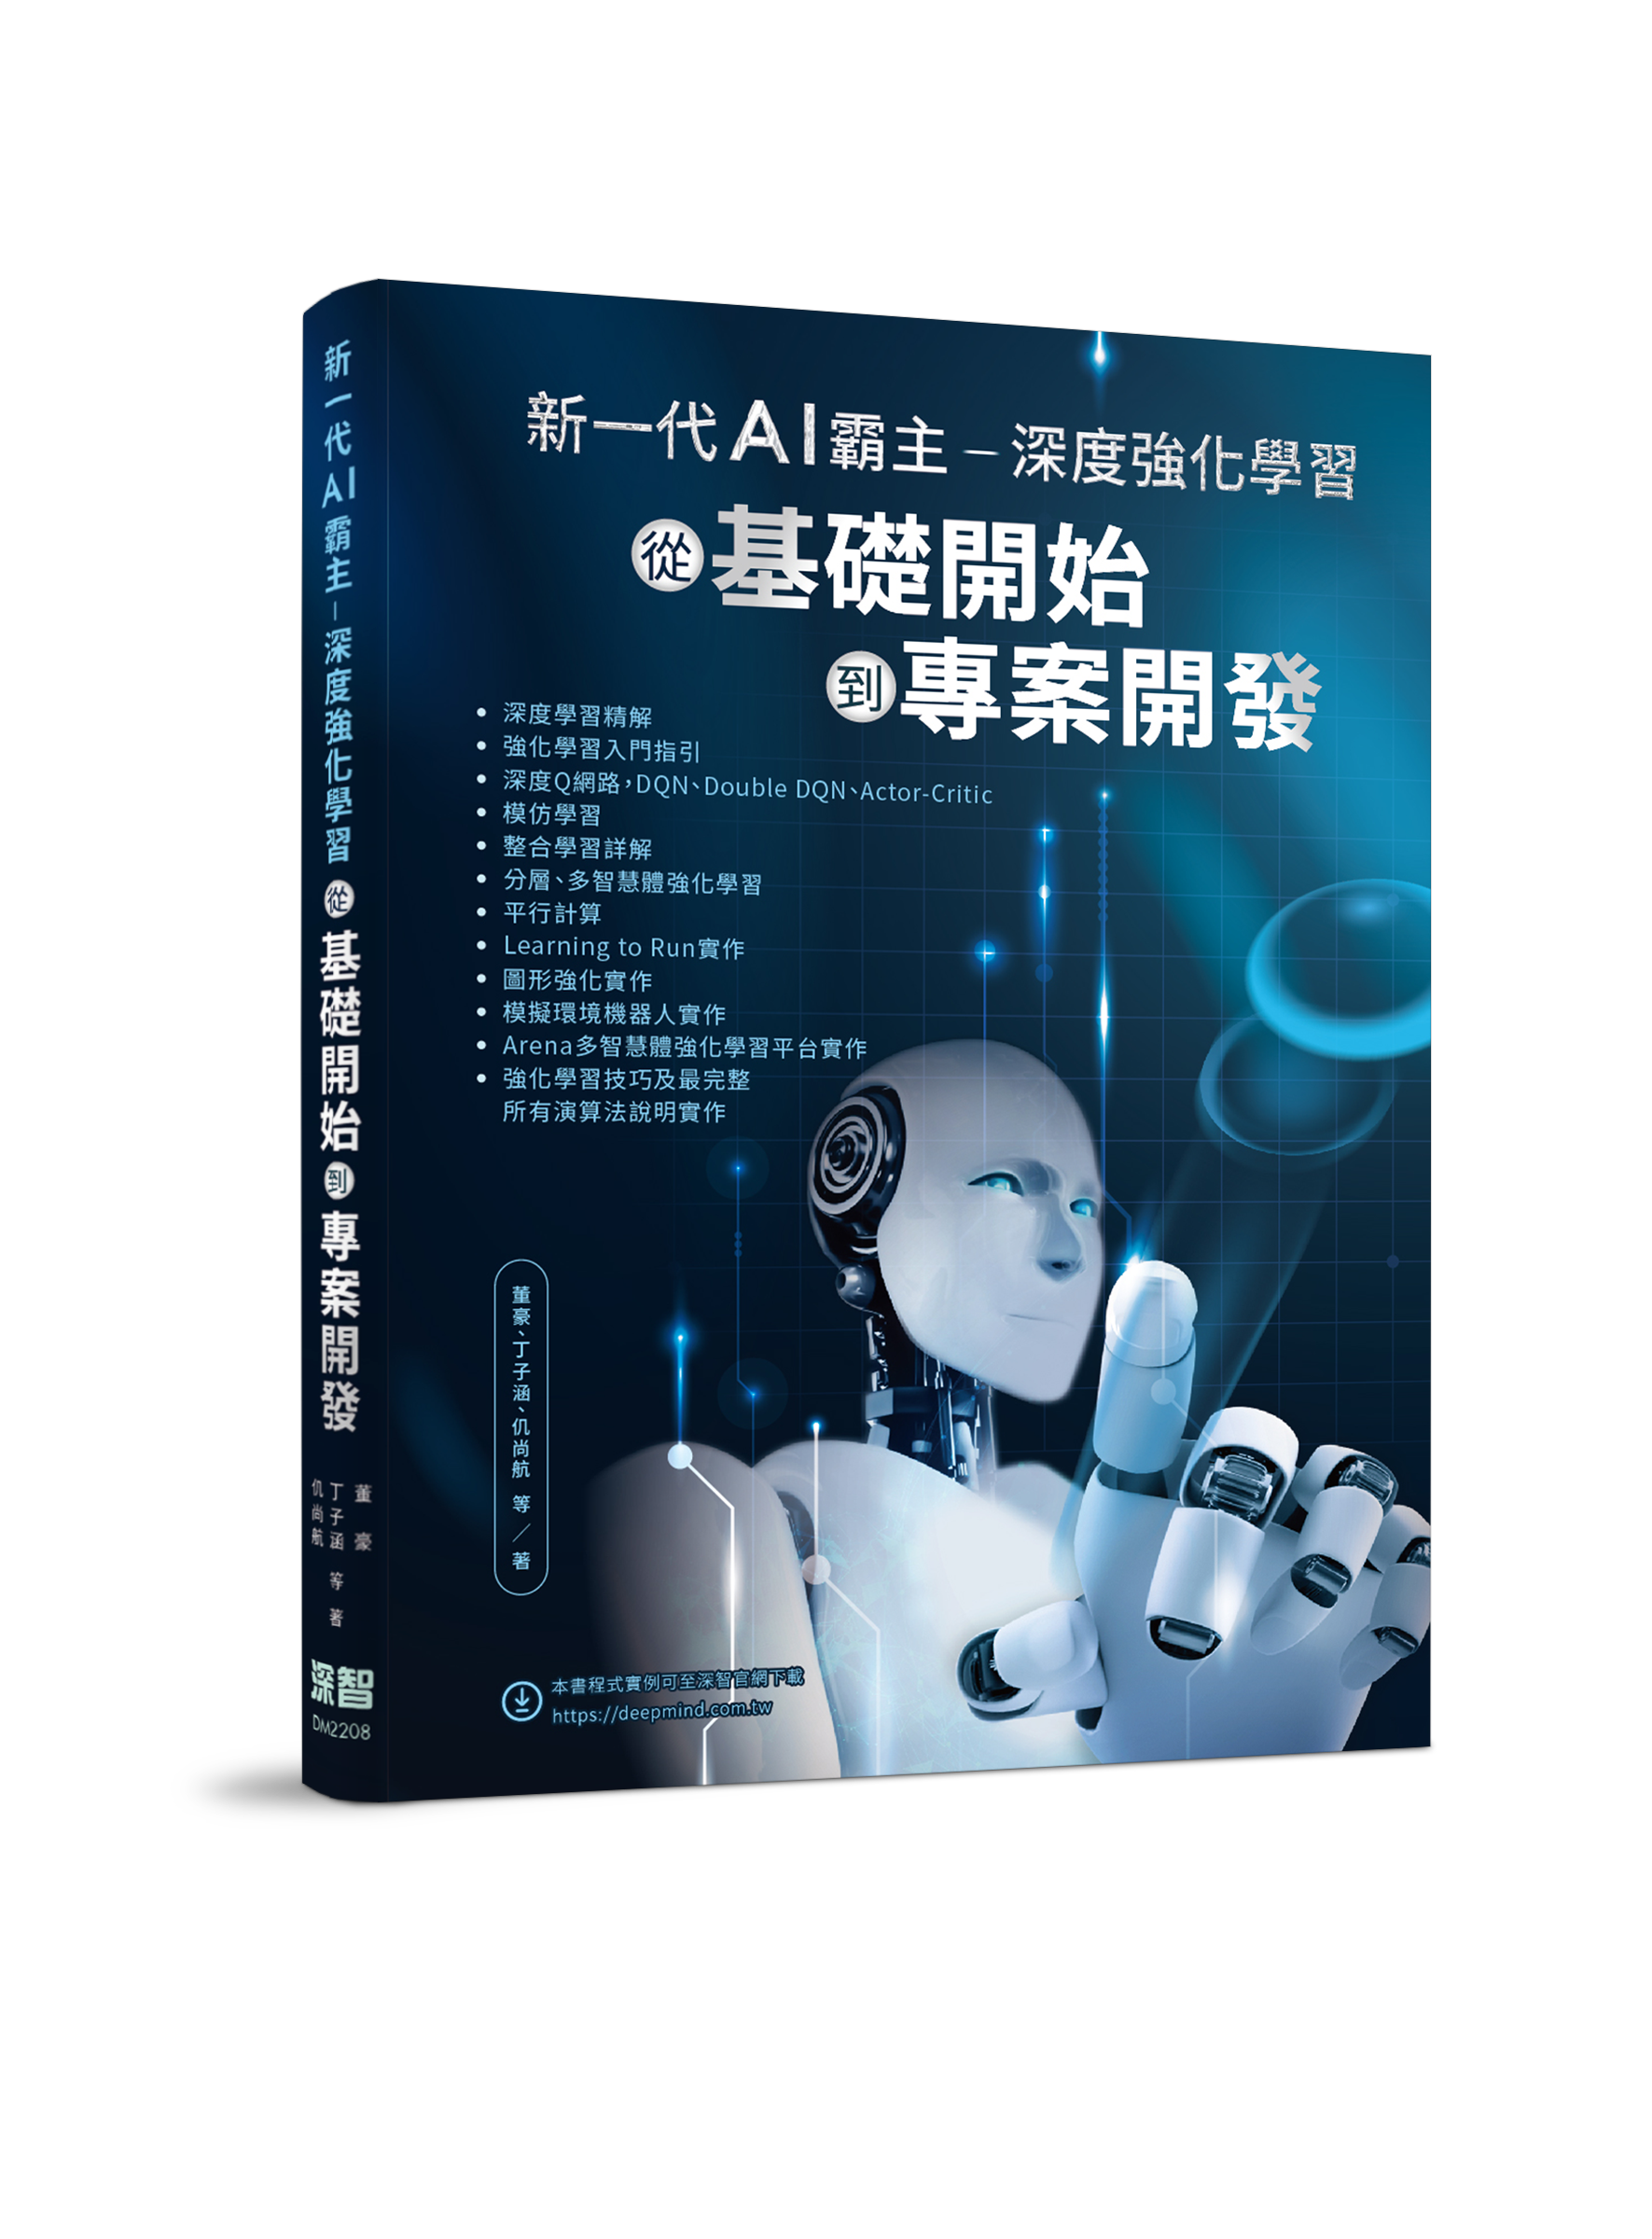 新一代AI霸主－深度強化學習
從基礎開始
到專案開發
• 深度學習精解
• 強化學習入門指引
• 深度Q網路，DQN、Double DQN、Actor-Critic
• 模仿學習
• 整合學習詳解
• 分層、多智慧體強化學習
• 平行計算
• Learning to Run實作
• 圖形強化實作
• 模擬環境機器人實作
• Arena多智慧體強化學習平台實作
• 強化學習技巧及最完整
所有演算法說明實作
董豪、丁子涵、仉尚航 等／著
本書程式實例可至深智官網下載
https://deepmind.com.tw
新一代AI霸主－深度強化學習 從基礎開始到專案開發
董豪
丁子涵
仉尚航
等 著
深智
DM2208